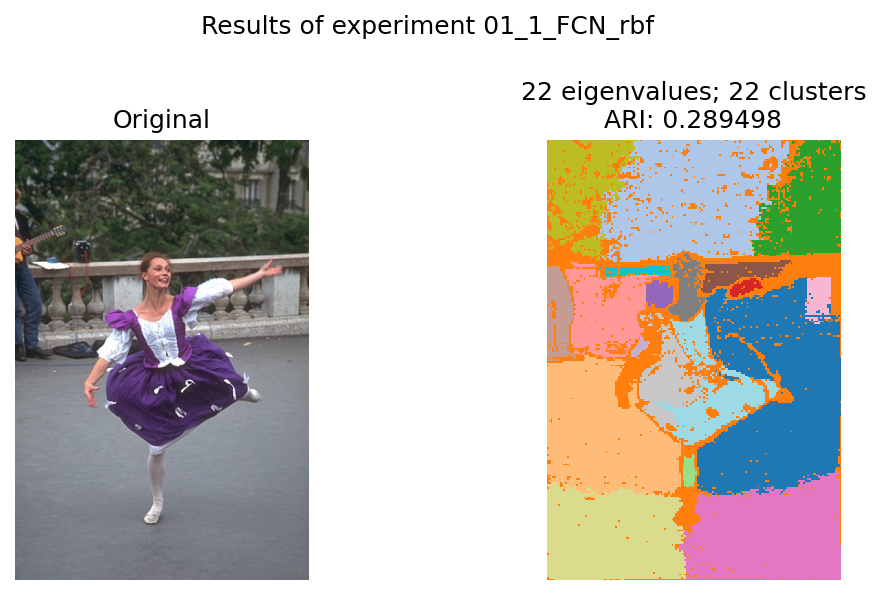 Results of experiment 01_1_FCN_rbf
Original
22 eigenvalues; 22 clusters
ARI: 0.289498